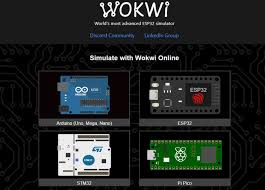 WOKWi
World's most advanced ESP32 simulator
Discord Community LinkedIn Group
Simulate with Wokwi Online
Arduino (Uno, Mega, Nano)
ESP32
STM32
Pi Pico